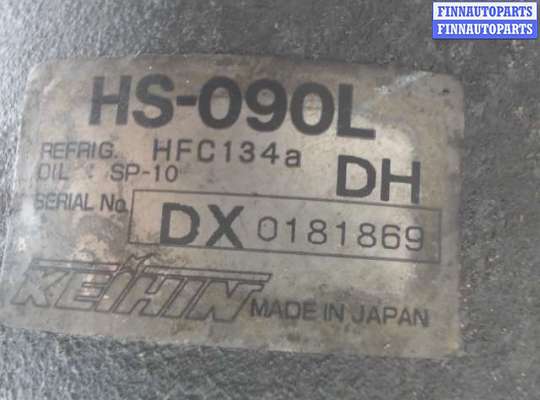 FINNAUTOPARTS
FINNAUTOPARTS
HS-090L
REFRIG. HFC134a
OIL : SP-10 DH
SERIAL No. DX 0181869
KEIHIN MADE IN JAPAN